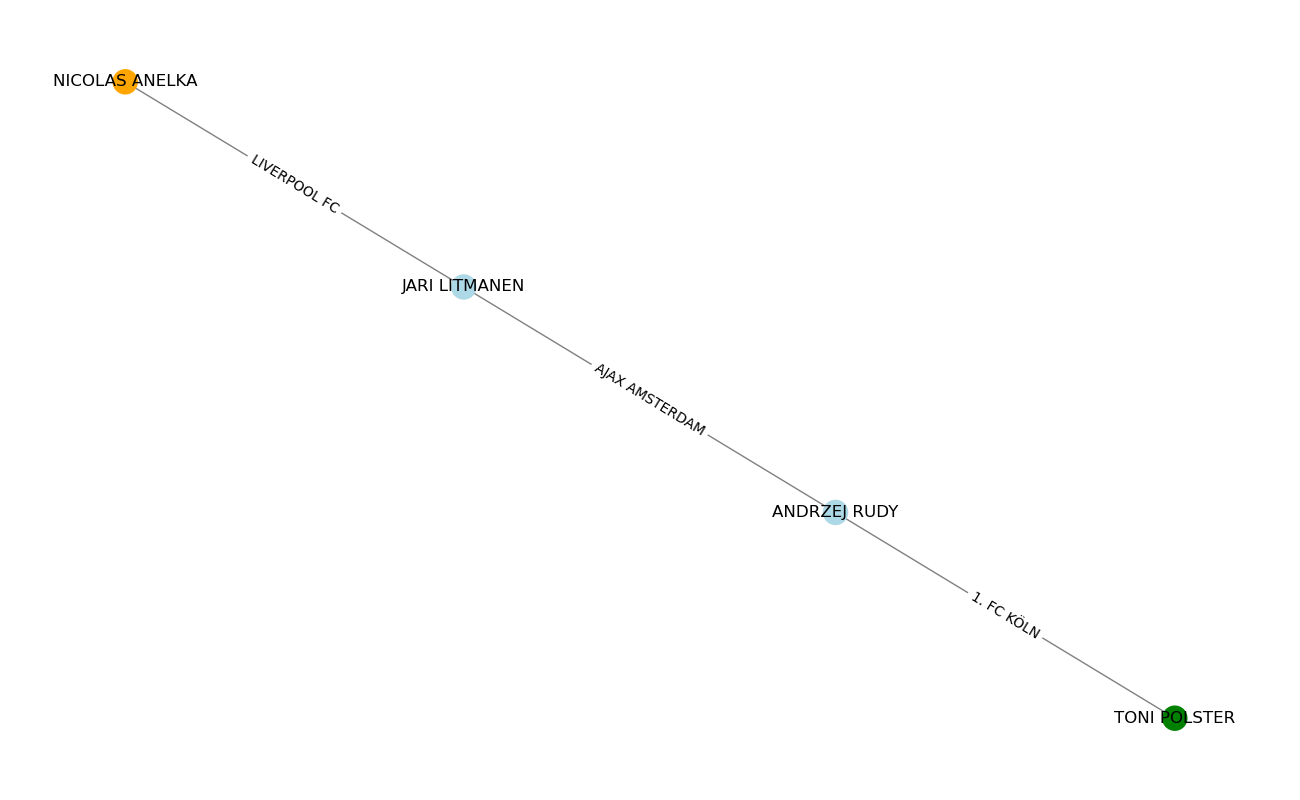 NICOLAS ANELKA
LIVERPOOL FC
JARI LITMANEN
AJAX AMSTERDAM
ANDRZEJ RUDY
1. FC KÖLN
TONI POLSTER